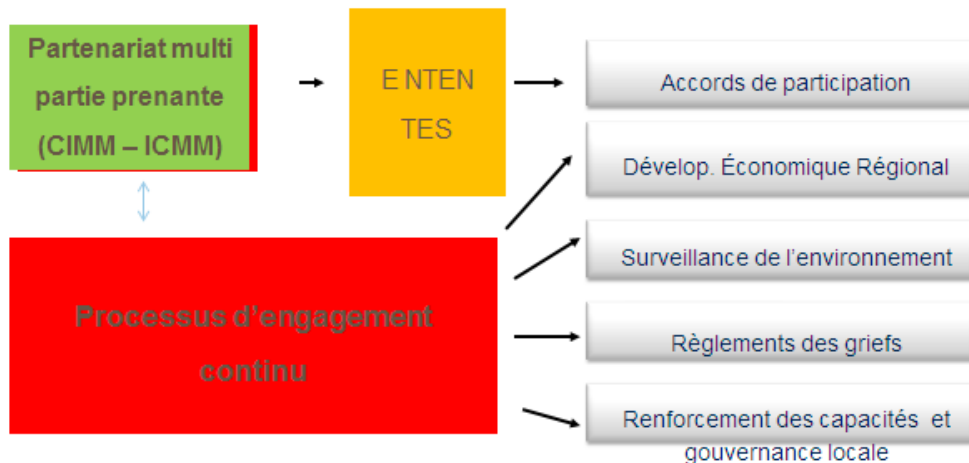 Partenariat multi
partie prenante
(CIMM – ICMM)
E NTEN
TES
Accords de participation
Dévelop. Économique Régional
Surveillance de l'environnement
Processus d'engagement
continu
Règlements des griefs
Renforcement des capacités et
gouvernance locale